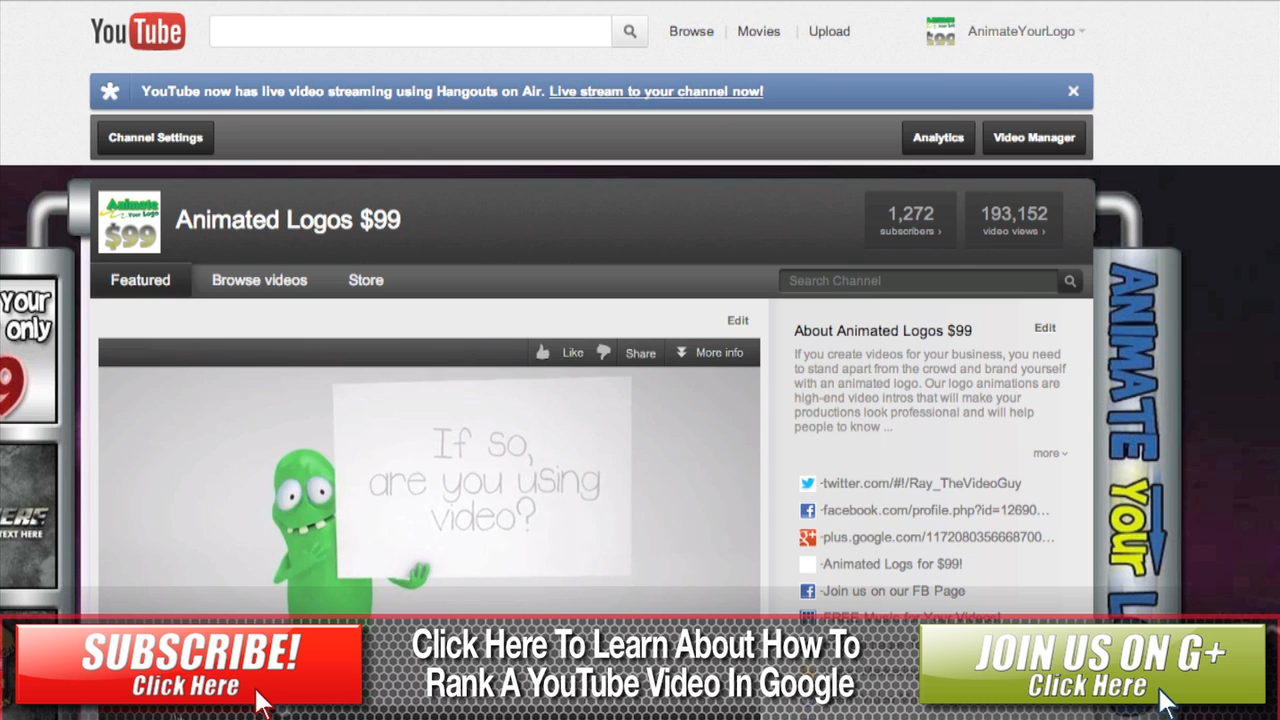 YouTube
Browse
Movies
Upload
AnimateYourLogo
YouTube now has live video streaming using Hangouts on Air. Live stream to your channel now!
Channel Settings
Analytics
Video Manager
Animate
Your Logo
$99
Animated Logos $99
1,272
subscribers ›
193,152
video views ›
Featured
Browse videos
Store
Search Channel
YOUR
only
9
TEXT HERE
Edit
Like
Share
More info
If so,
are you using
video?
About Animated Logos $99
Edit
If you create videos for your business, you need
to stand apart from the crowd and brand yourself
with an animated logo. Our logo animations are
high-end video intros that will make your
productions look professional and will help
people to know ...
more
twitter.com/#!/Ray_TheVideoGuy
facebook.com/profile.php?id=12690...
plus.google.com/1172080356668700...
Animated Logs for $99!
Join us on our FB Page
FREE Music for Your Videos!
ANIMATE YOUR L
SUBSCRIBE!
Click Here
Click Here To Learn About How To
Rank A YouTube Video In Google
JOIN US ON G+
Click Here